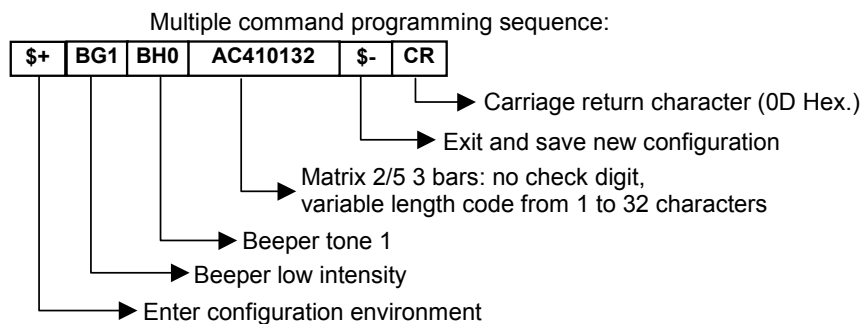 Multiple command programming sequence:
$+ BG1 BH0 AC410132 $- CR
Carriage return character (0D Hex.)
Exit and save new configuration
Matrix 2/5 3 bars: no check digit,
variable length code from 1 to 32 characters
Beeper tone 1
Beeper low intensity
Enter configuration environment